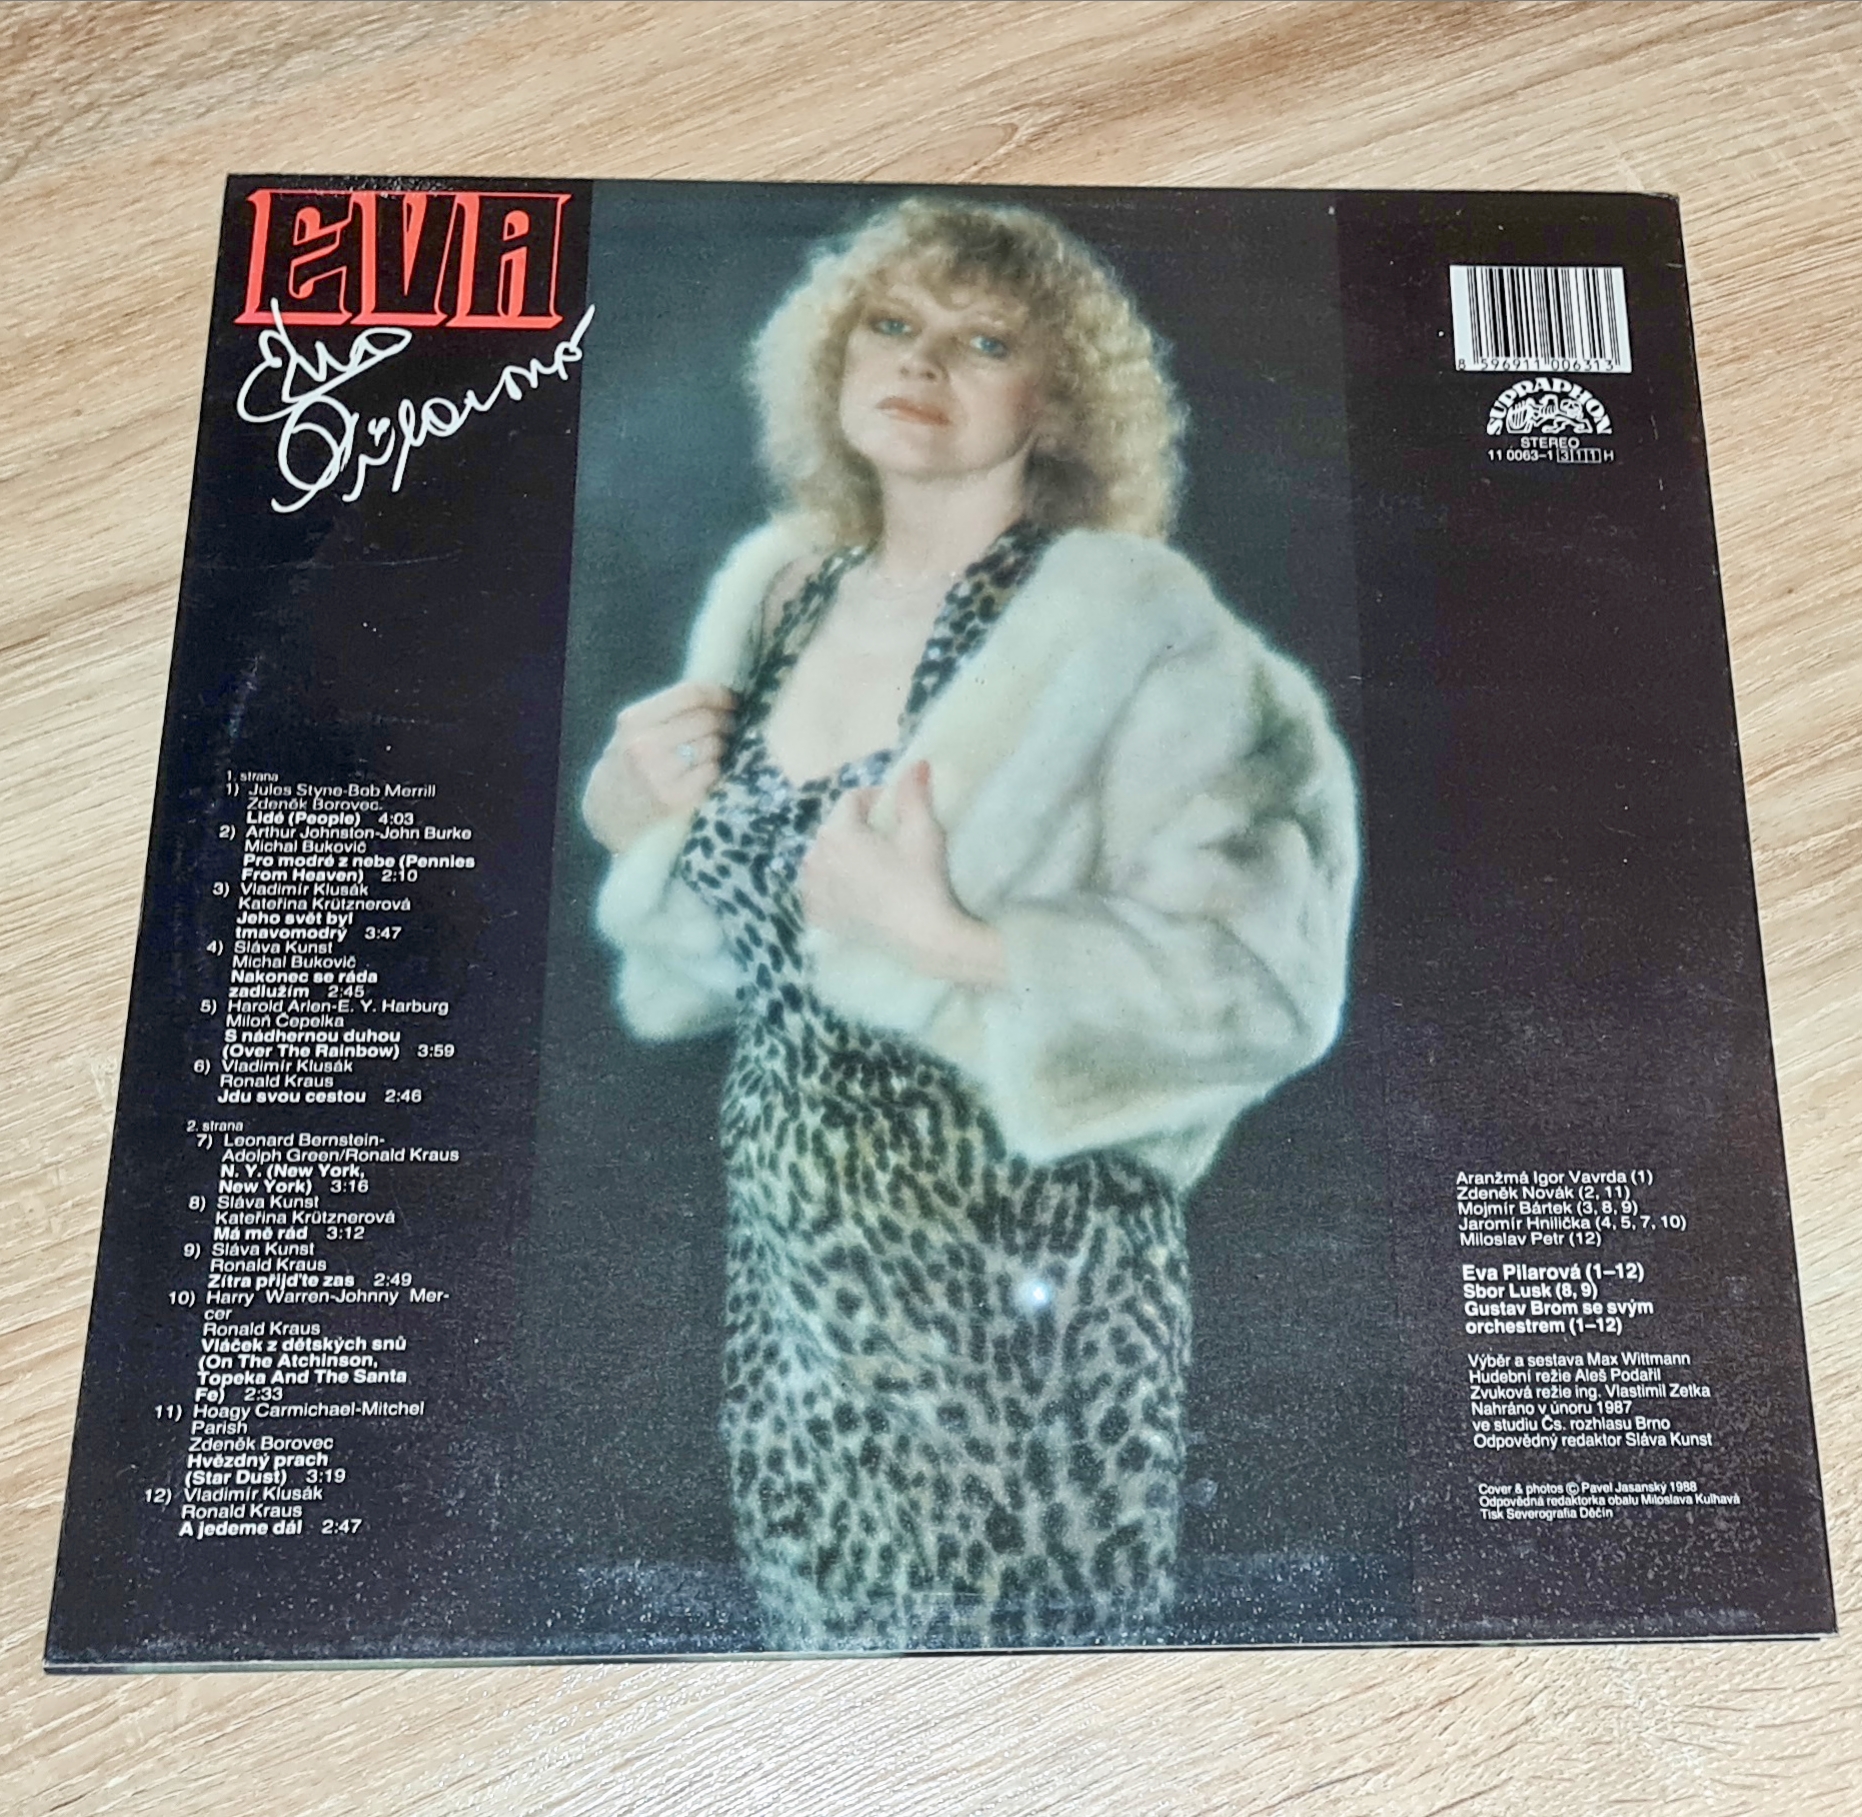 EVA
Eva
Pilarová
1. strana
1) Jules Styne-Bob Merrill
Zdeněk Borovec
Lidé (People) 4:03
2) Arthur Johnston-John Burke
Michal Bukovič
Pro modré z nebe (Pennies
From Heaven) 2:10
3) Vladimír Klusák
Kateřina Krütznerová
Jeho svět byl
tmavomodrý 3:47
4) Sláva Kunst
Michal Bukovič
Nakonec se ráda
zadlužím 2:45
5) Harold Arlen-E. Y. Harburg
Miloň Čepelka
S nádhernou duhou
(Over The Rainbow) 3:59
6) Vladimír Klusák
Ronald Kraus
Jdu svou cestou 2:46
2. strana
7) Leonard Bernstein-
Adolph Green/Ronald Kraus
N. Y. (New York,
New York) 3:16
8) Sláva Kunst
Kateřina Krütznerová
Má mě rád 3:12
9) Sláva Kunst
Ronald Kraus
Zítra přijďte zas 2:49
10) Harry Warren-Johnny Mer-
cer
Ronald Kraus
Vláček z dětských snů
(On The Atchinson,
Topeka And The Santa
Fe) 2:33
11) Hoagy Carmichael-Mitchel
Parish
Zdeněk Borovec
Hvězdný prach
(Star Dust) 3:19
12) Vladimír Klusák
Ronald Kraus
A jedeme dál 2:47
8 596911 006313
SUPRAPHON
STEREO
11 0063-1 311 H
Aranžmá Igor Vavrda (1)
Zdeněk Novák (2, 11)
Mojmír Bártek (3, 8, 9)
Jaromír Hnilička (4, 5, 7, 10)
Miloslav Petr (12)
Eva Pilarová (1–12)
Sbor Lusk (8, 9)
Gustav Brom se svým
orchestrem (1–12)
Výběr a sestava Max Wittmann
Hudební režie Aleš Podařil
Zvuková režie ing. Vlastimil Zetka
Nahráno v únoru 1987
ve studiu Čs. rozhlasu Brno
Odpovědný redaktor Sláva Kunst
Cover & photos © Pavel Jasanský 1988
Odpovědná redaktorka obalu Miloslava Kulhavá
Tisk Severografia Děčín